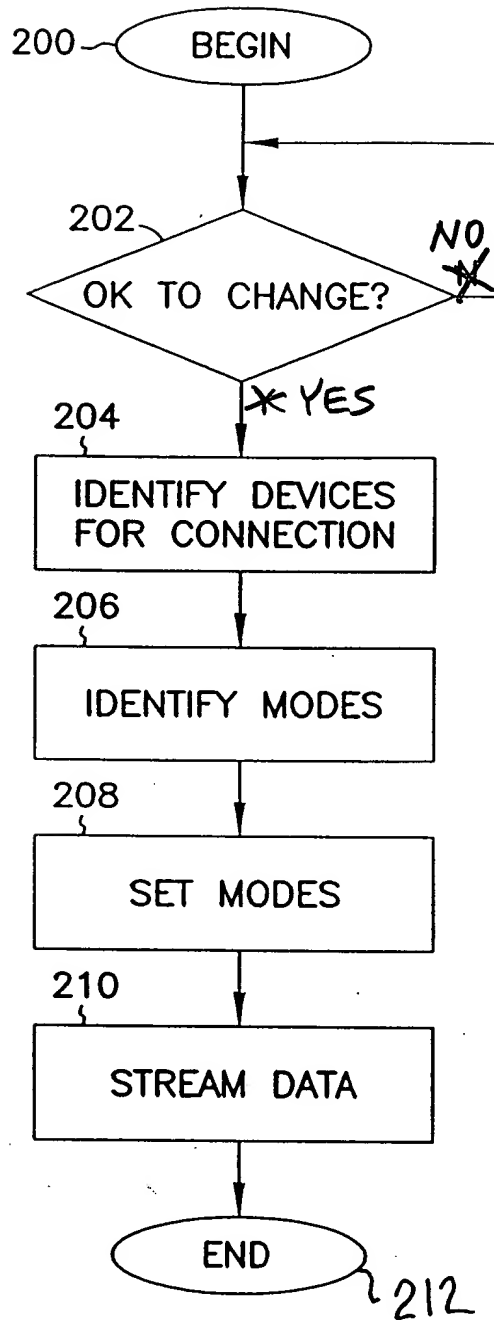 200 BEGIN
202
OK TO CHANGE?
NO
YES
204
IDENTIFY DEVICES
FOR CONNECTION
206
IDENTIFY MODES
208
SET MODES
210
STREAM DATA
END
212